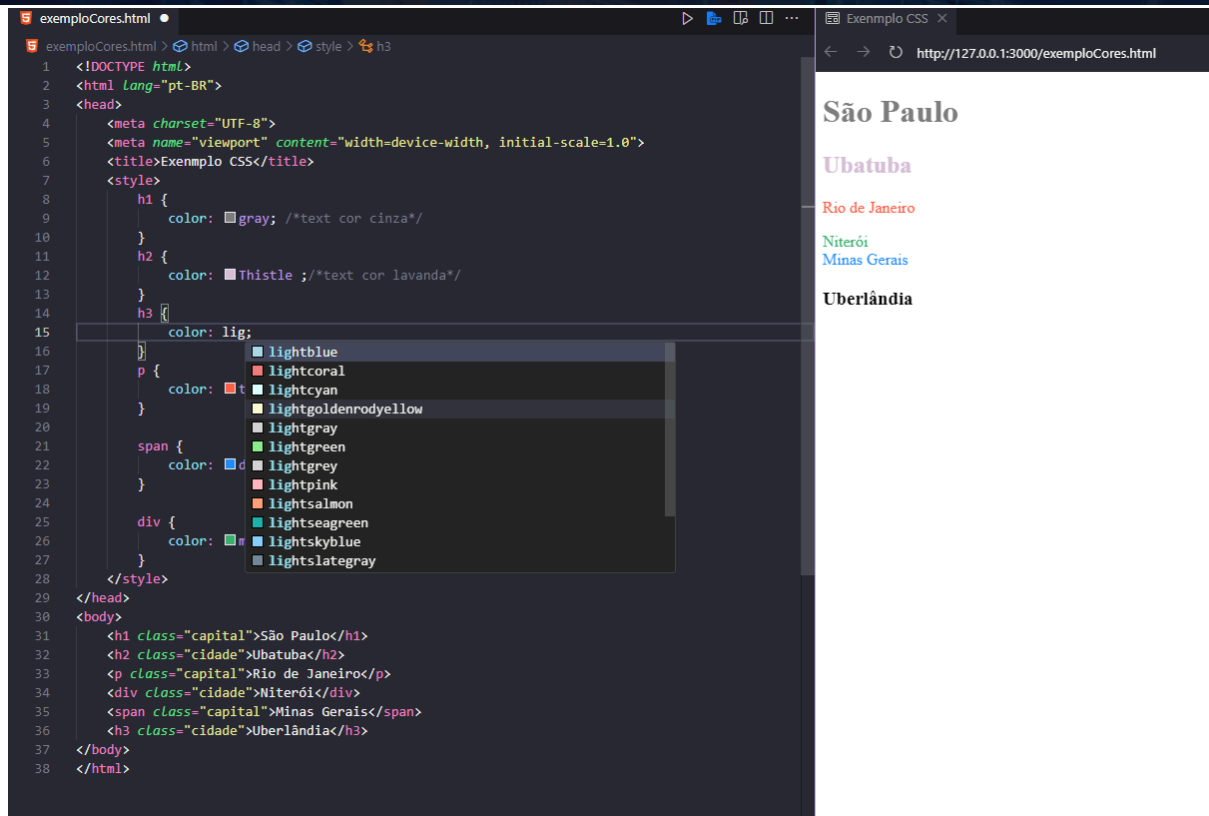 exemploCores.html
exemploCores.html > html > head > style > h3
1 <!DOCTYPE html>
2 <html lang="pt-BR">
3 <head>
4 <meta charset="UTF-8">
5 <meta name="viewport" content="width=device-width, initial-scale=1.0">
6 <title>Exenmplo CSS</title>
7 <style>
8 h1 {
9 color: gray; /*text cor cinza*/
10 }
11 h2 {
12 color: Thistle ;/*text cor lavanda*/
13 }
14 h3 {
15 color: lig;
16 }
17 p {
18 color: t
19 }
20
21 span {
22 color: d
23 }
24
25 div {
26 color: m
27 }
28 </style>
29 </head>
30 <body>
31 <h1 class="capital">São Paulo</h1>
32 <h2 class="cidade">Ubatuba</h2>
33 <p class="capital">Rio de Janeiro</p>
34 <div class="cidade">Niterói</div>
35 <span class="capital">Minas Gerais</span>
36 <h3 class="cidade">Uberlândia</h3>
37 </body>
38 </html>
lightblue
lightcoral
lightcyan
lightgoldenrodyellow
lightgray
lightgreen
lightgrey
lightpink
lightsalmon
lightseagreen
lightskyblue
lightslategray
Exenmplo CSS
http://127.0.0.1:3000/exemploCores.html
São Paulo
Ubatuba
Rio de Janeiro
Niterói
Minas Gerais
Uberlândia